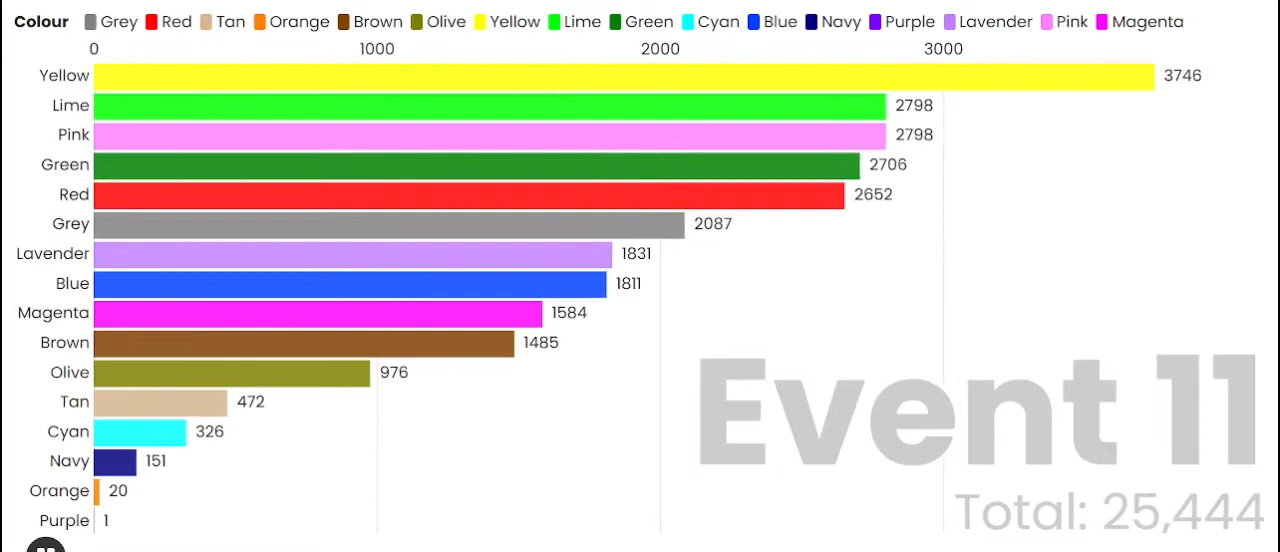 Colour Grey Red Tan Orange Brown Olive Yellow Lime Green Cyan Blue Navy Purple Lavender Pink Magenta
0 1000 2000 3000
Yellow 3746
Lime 2798
Pink 2798
Green 2706
Red 2652
Grey 2087
Lavender 1831
Blue 1811
Magenta 1584
Brown 1485
Olive 976
Tan 472
Cyan 326
Navy 151
Orange 20
Purple 1
Event 11
Total: 25,444